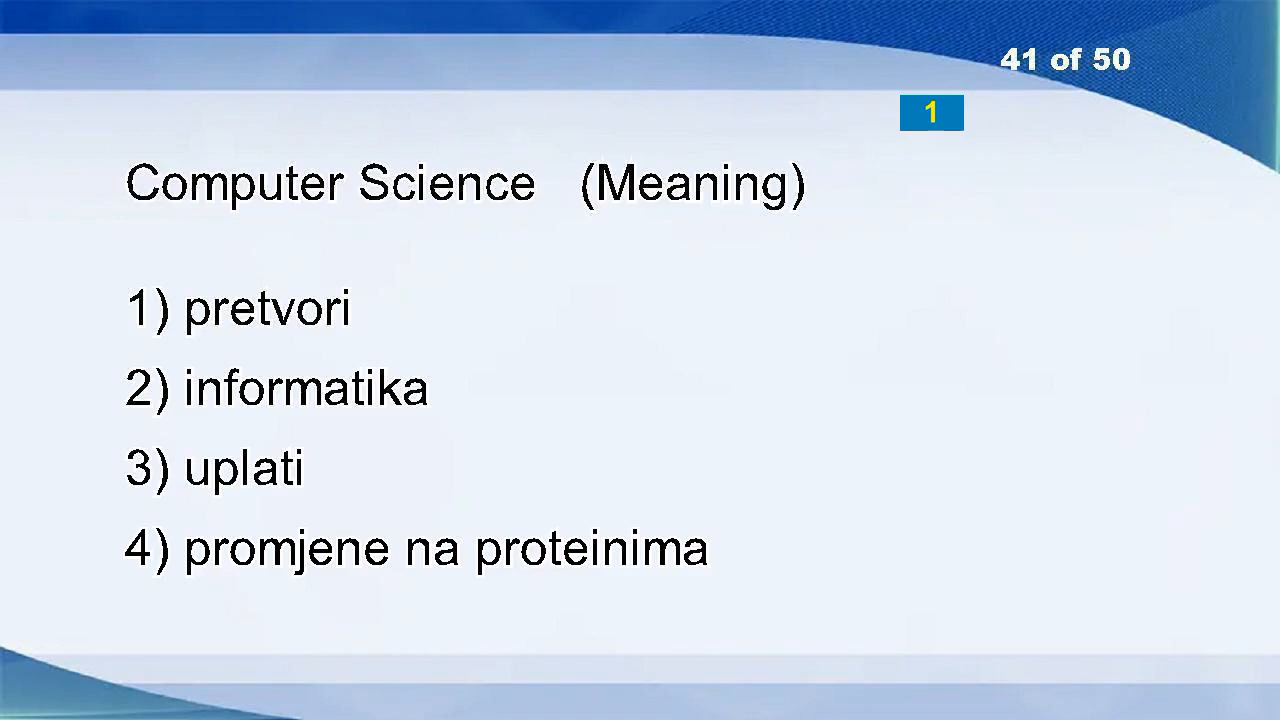 41 of 50
1
Computer Science (Meaning)
1) pretvori
2) informatika
3) uplati
4) promjene na proteinima